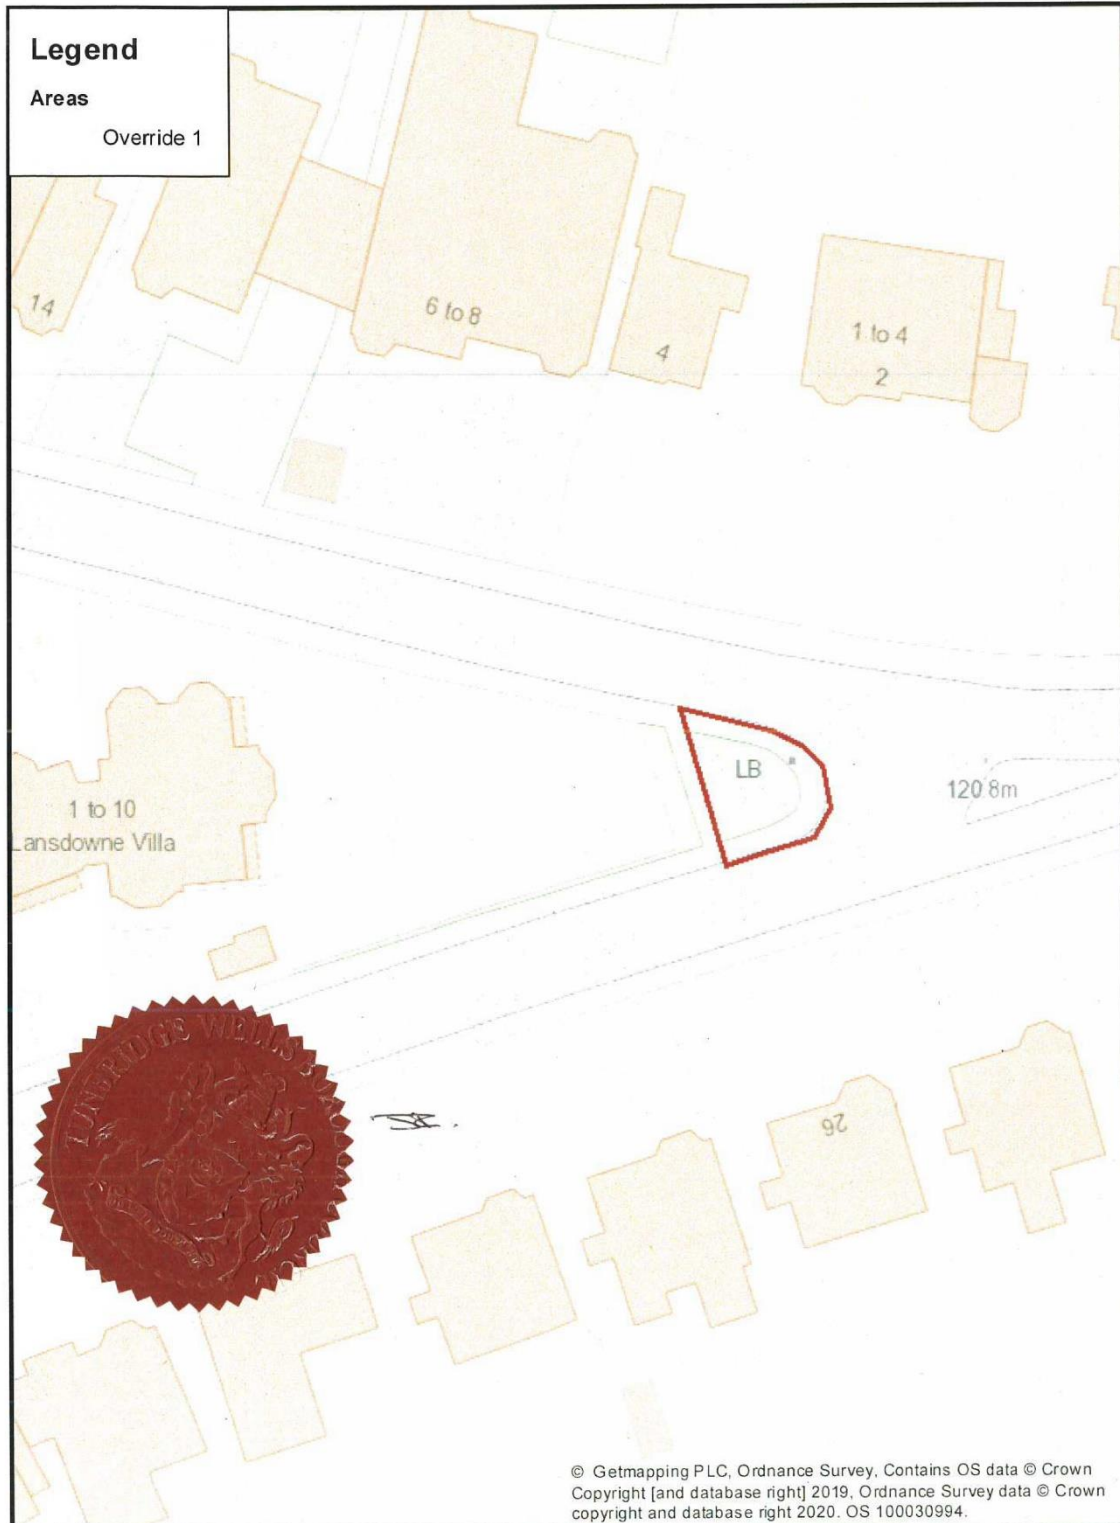 Legend
Areas
Override 1
14
6 to 8
4
1 to 4
2
LB
120.8m
1 to 10
Lansdowne Villa
TUNBRIDGE WELLS
26
© Getmapping PLC, Ordnance Survey, Contains OS data © Crown
Copyright [and database right] 2019, Ordnance Survey data © Crown
copyright and database right 2020. OS 100030994.